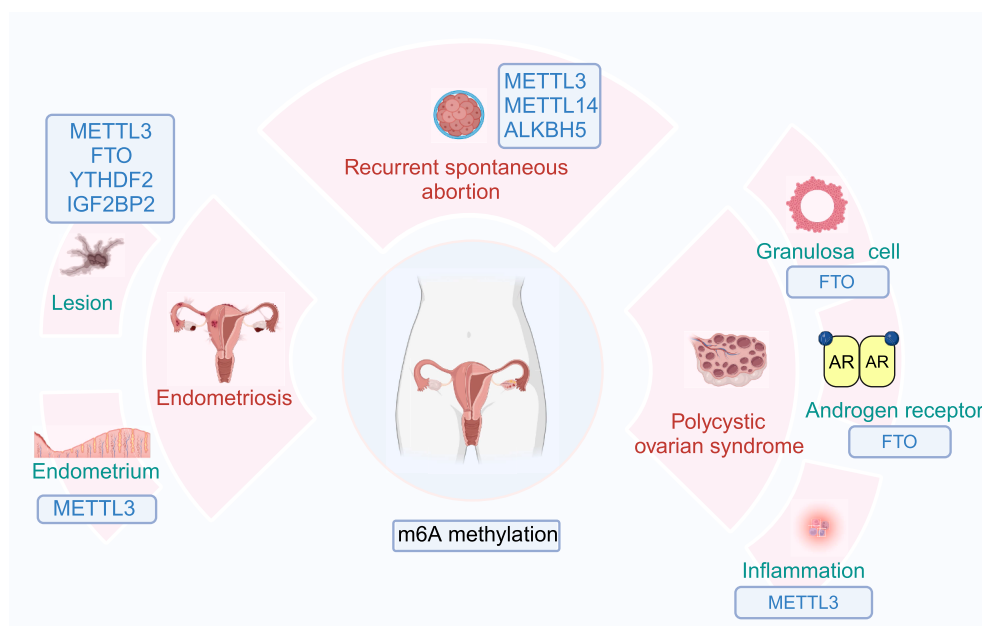 METTL3
METTL14
ALKBH5
Recurrent spontaneous
abortion
METTL3
FTO
YTHDF2
IGF2BP2
Lesion
Endometriosis
Endometrium
METTL3
Granulosa cell
FTO
AR AR
Androgen receptor
FTO
Polycystic
ovarian syndrome
Inflammation
METTL3
m6A methylation